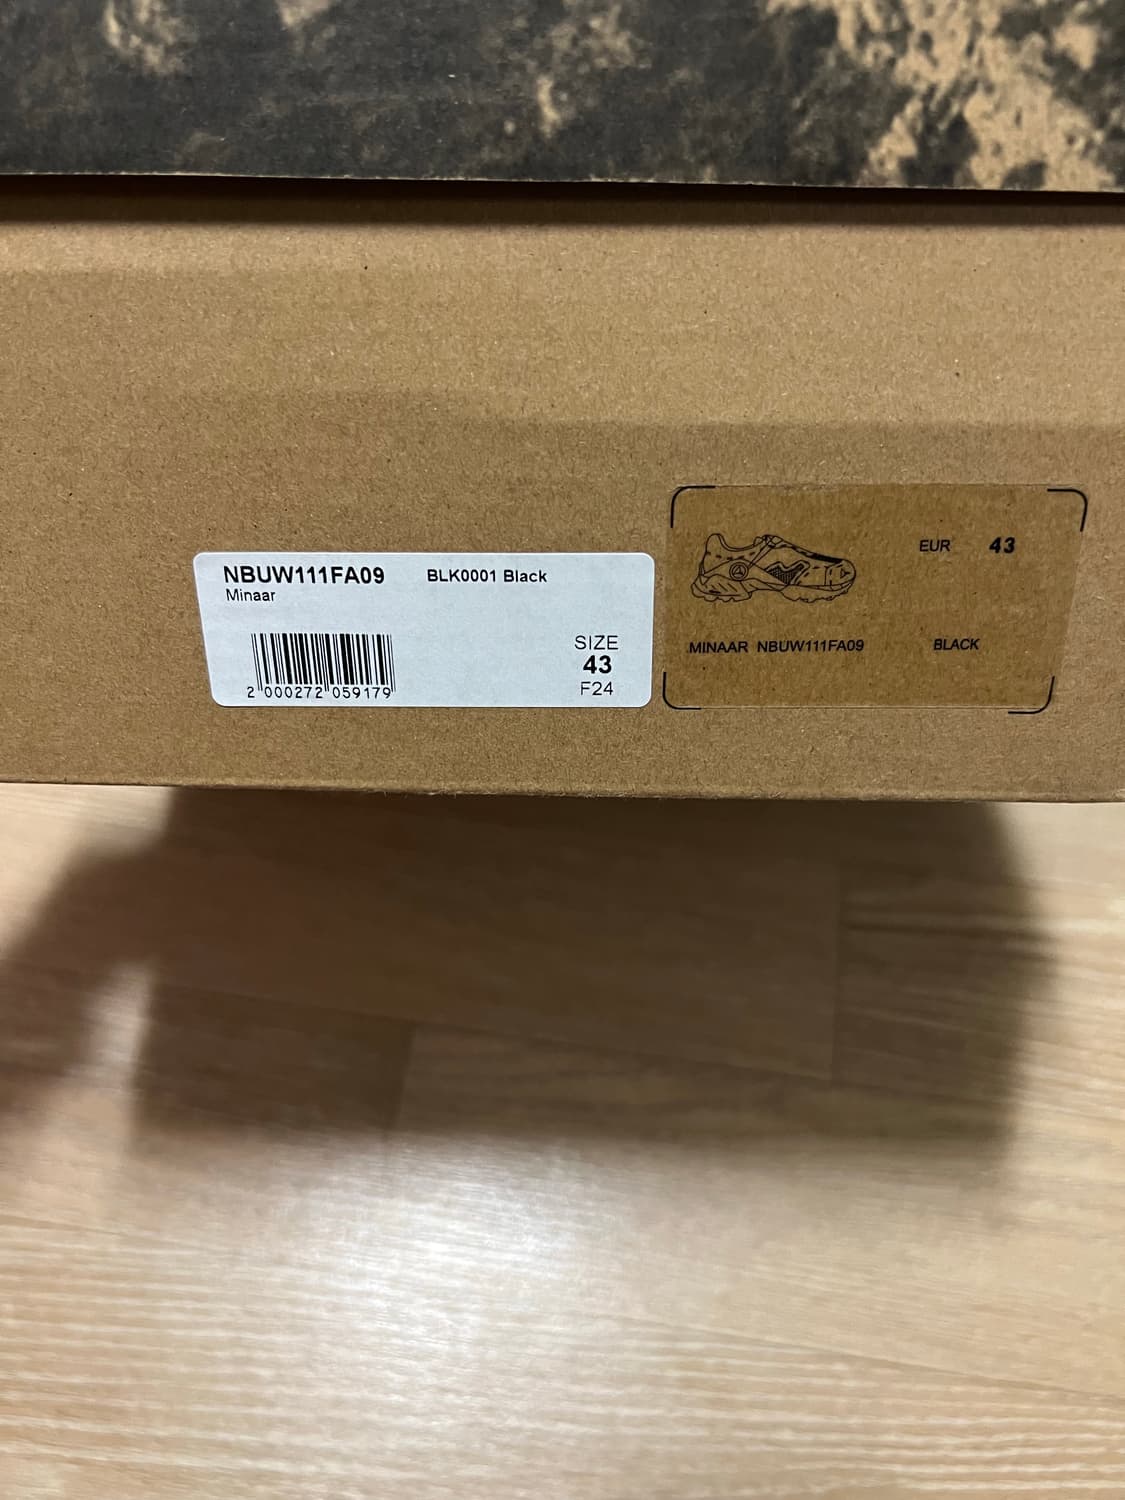 NBUW111FA09 BLK0001 Black
Minaar
2 000272 059179
SIZE
43
F24
EUR 43
MINAAR NBUW111FA09 BLACK